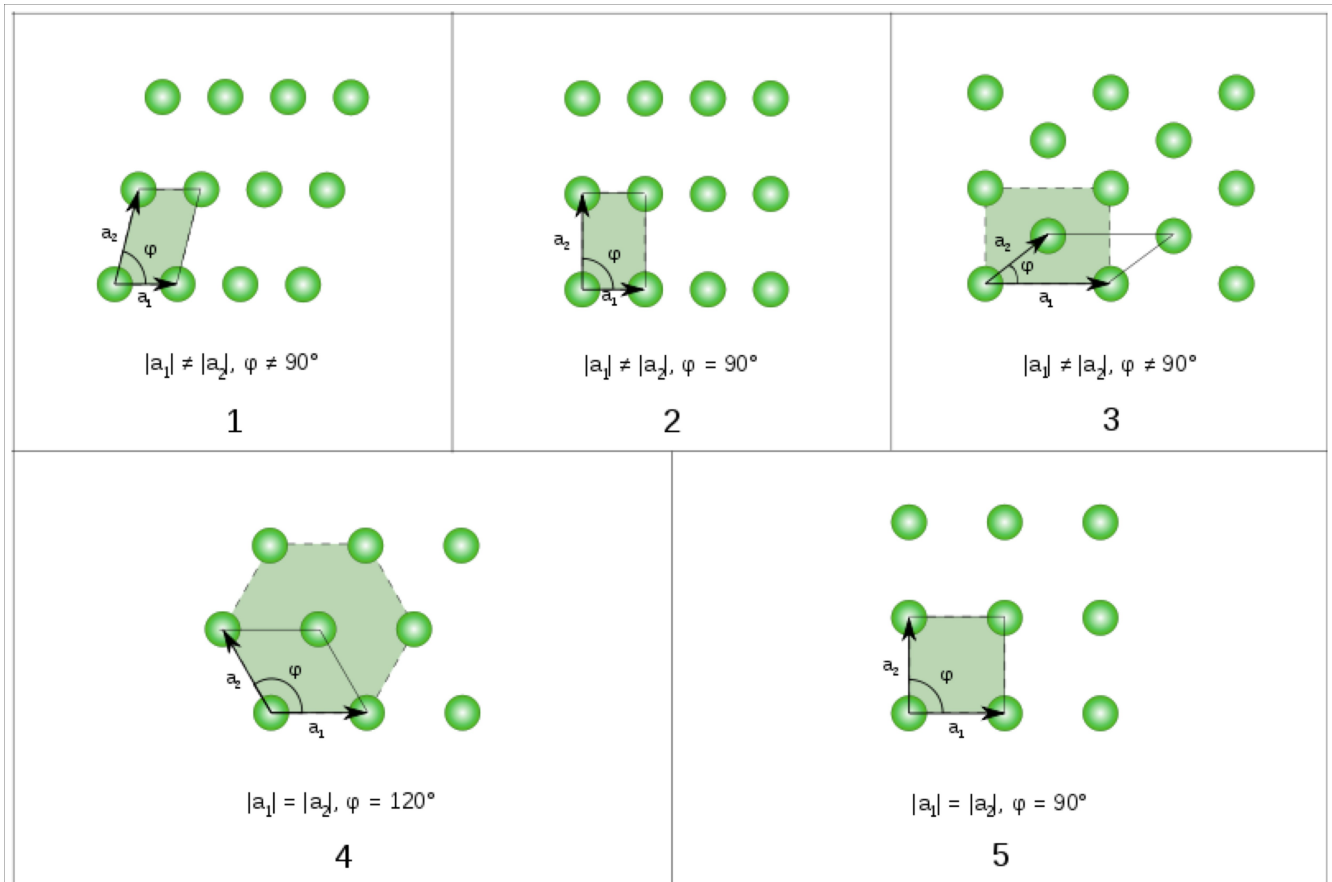 a₂
φ
a₁
|a₁| ≠ |a₂|, φ ≠ 90°
1
a₂
φ
a₁
|a₁| ≠ |a₂|, φ = 90°
2
a₂
φ
a₁
|a₁| ≠ |a₂|, φ ≠ 90°
3
a₂
φ
a₁
|a₁| = |a₂|, φ = 120°
4
a₂
φ
a₁
|a₁| = |a₂|, φ = 90°
5